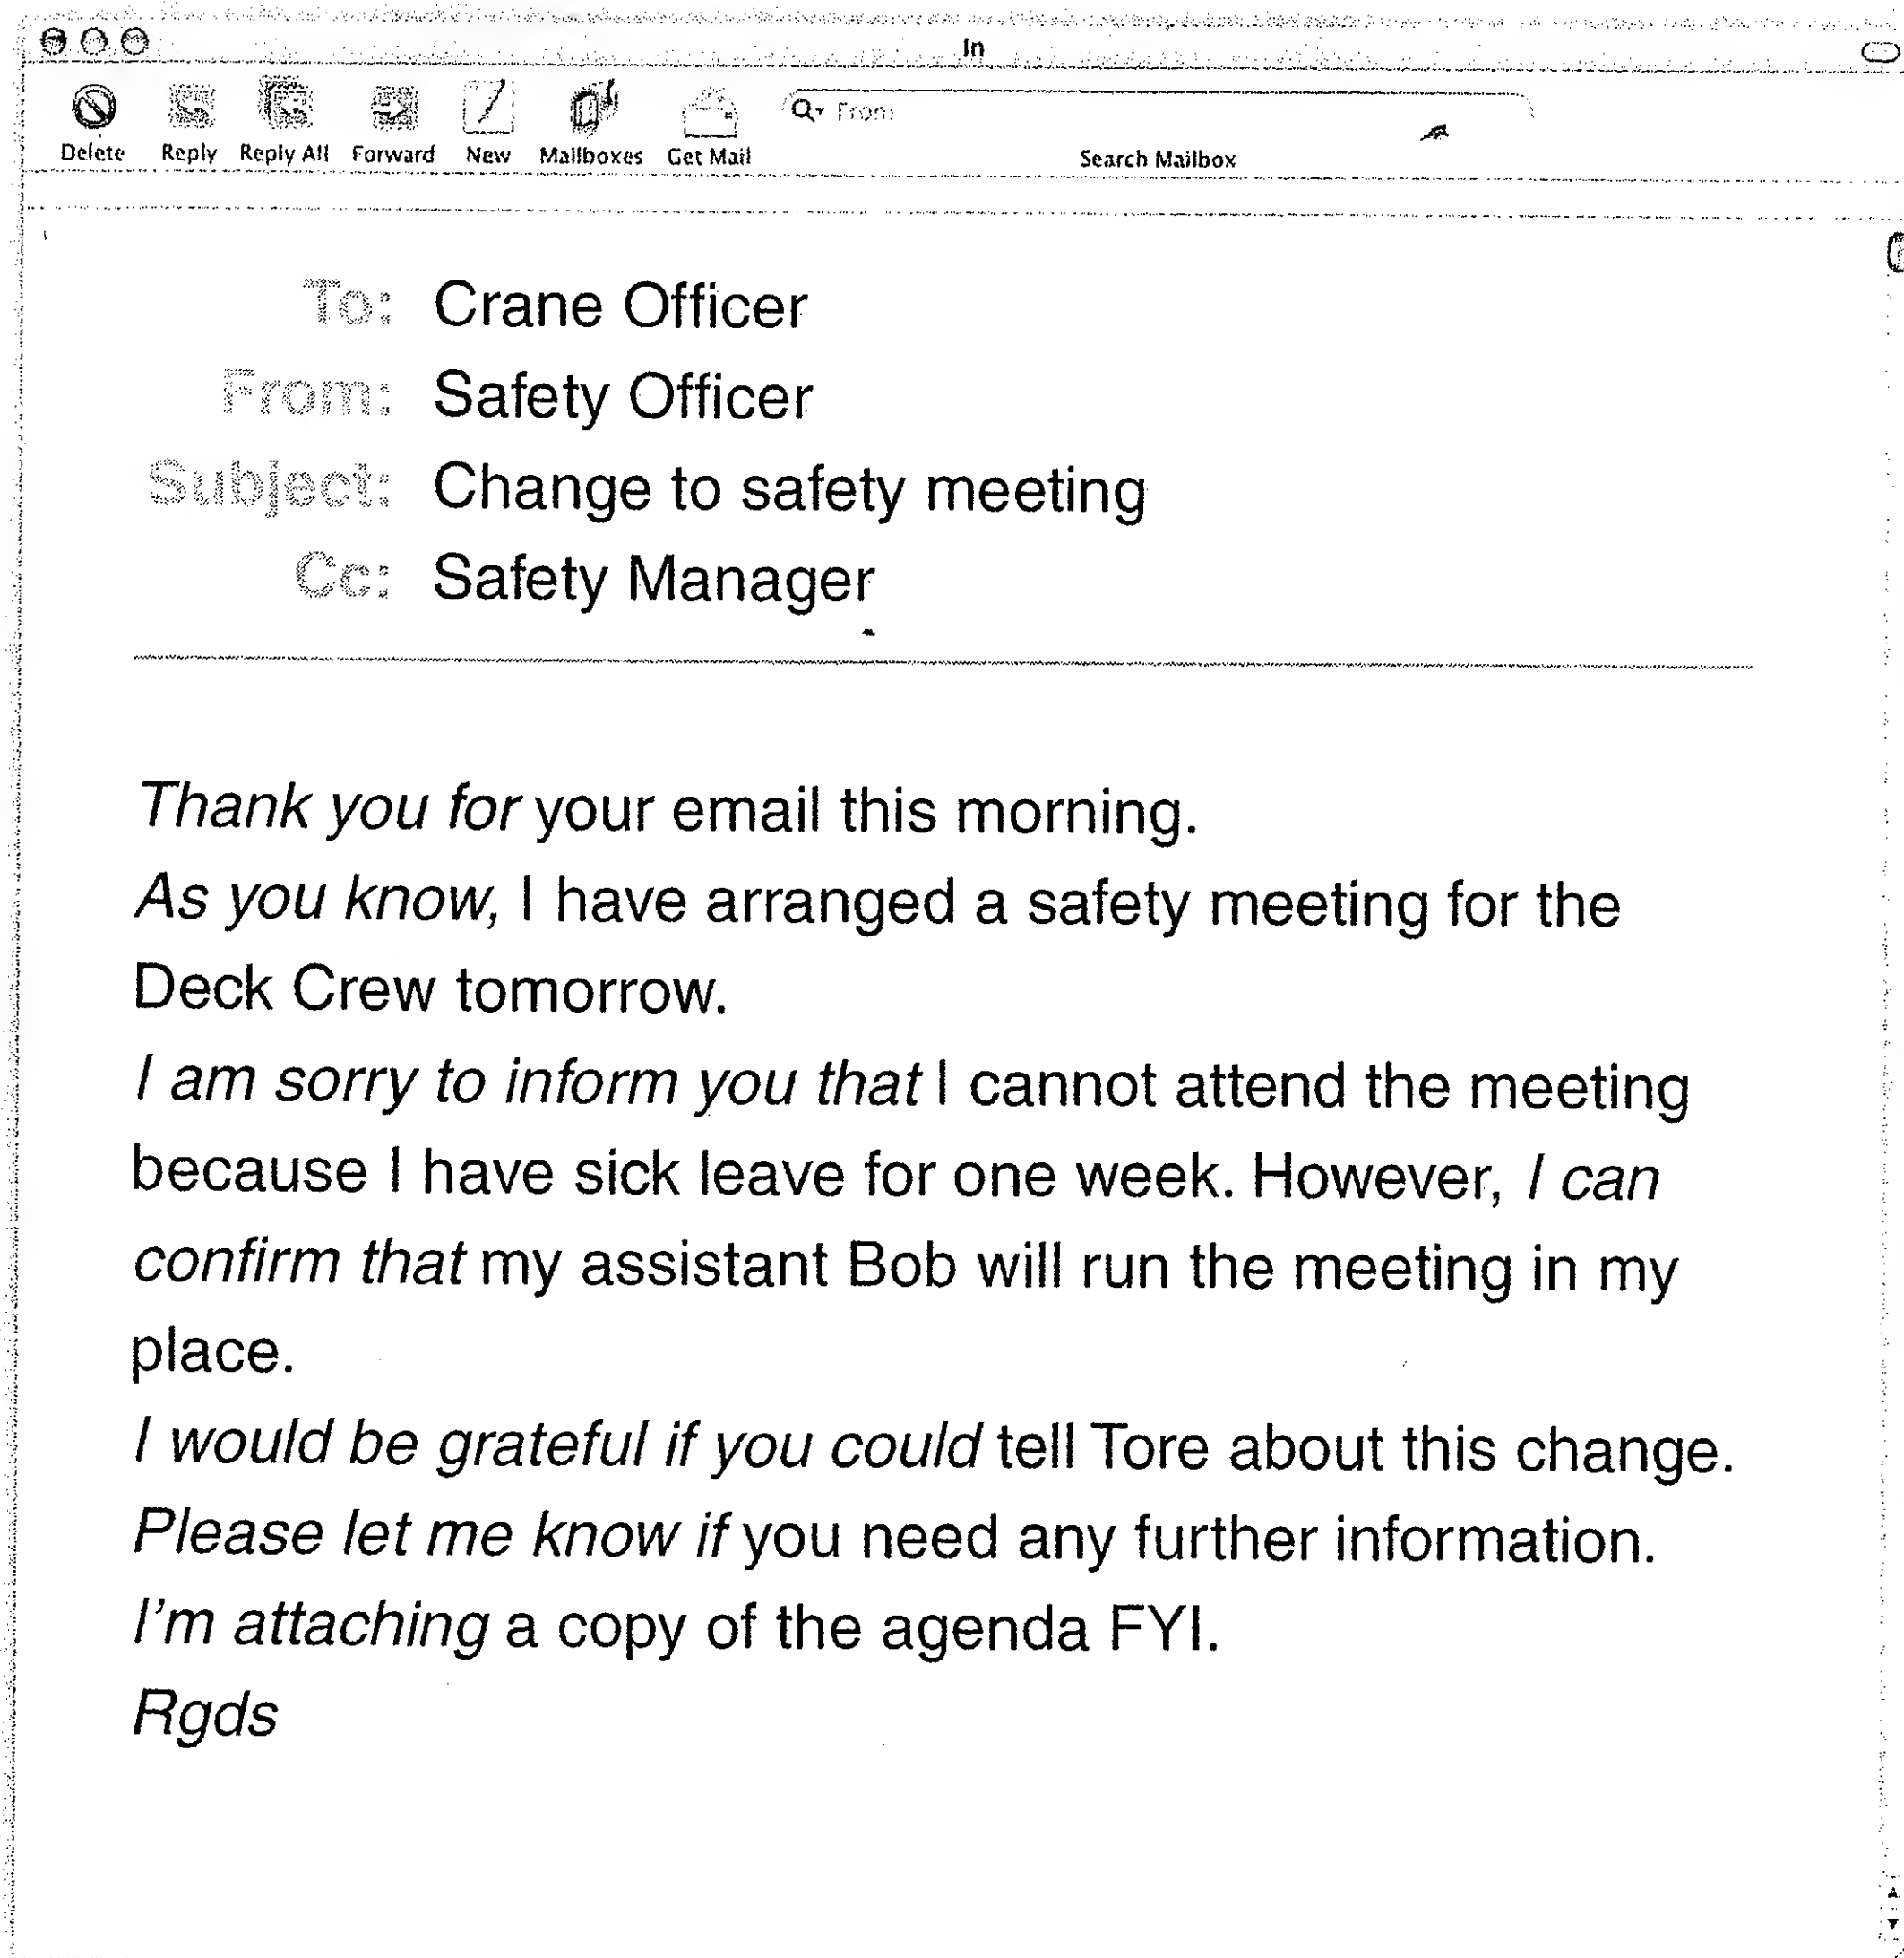 In
Delete Reply Reply All Forward New Mailboxes Get Mail
From
Search Mailbox
To: Crane Officer
From: Safety Officer
Subject: Change to safety meeting
Cc: Safety Manager
Thank you for your email this morning.
As you know, I have arranged a safety meeting for the
Deck Crew tomorrow.
I am sorry to inform you that I cannot attend the meeting
because I have sick leave for one week. However, I can
confirm that my assistant Bob will run the meeting in my
place.
I would be grateful if you could tell Tore about this change.
Please let me know if you need any further information.
I'm attaching a copy of the agenda FYI.
Rgds